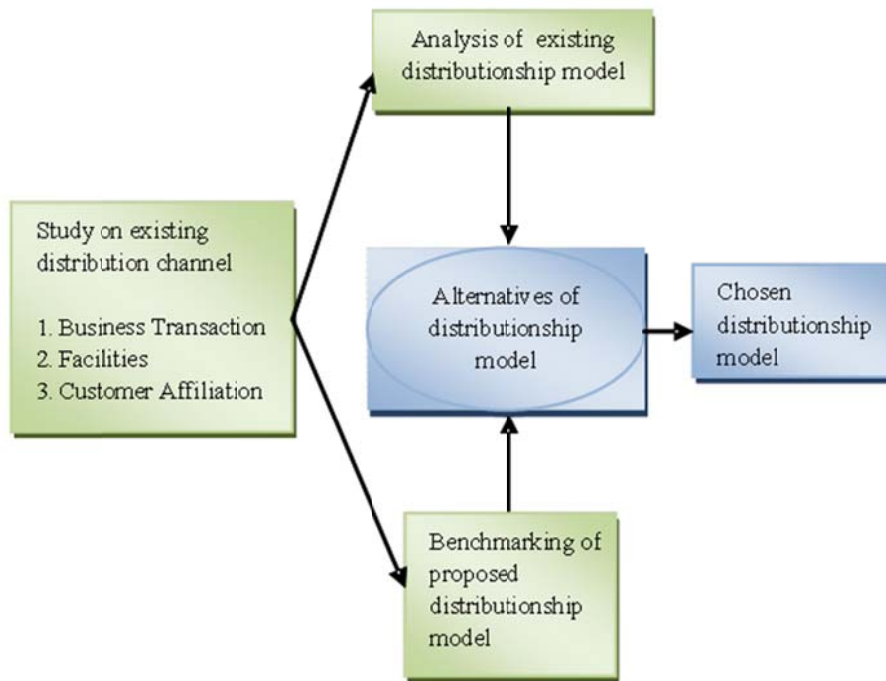 Analysis of existing
distributionship model
Study on existing
distribution channel
1. Business Transaction
2. Facilities
3. Customer Affiliation
Alternatives of
distributionship
model
Chosen
distributionship
model
Benchmarking of
proposed
distributionship
model